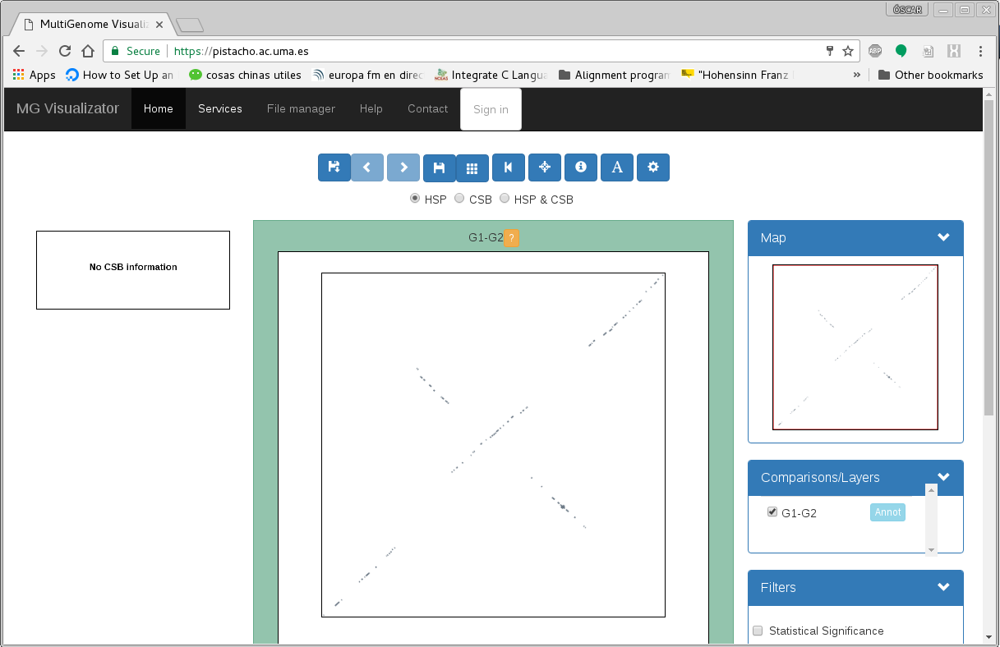 ÓSCAR
MultiGenome Visualiz
Secure https://pistacho.ac.uma.es ABP
Apps How to Set Up an cosas chinas utiles europa fm en direc Integrate C Langua Alignment program "Hohensinn Franz » Other bookmarks
MG Visualizator Home Services File manager Help Contact Sign in
A
HSP CSB HSP & CSB
No CSB information
G1-G2 ?
Map
Comparisons/Layers
G1-G2 Annot
Filters
Statistical Significance